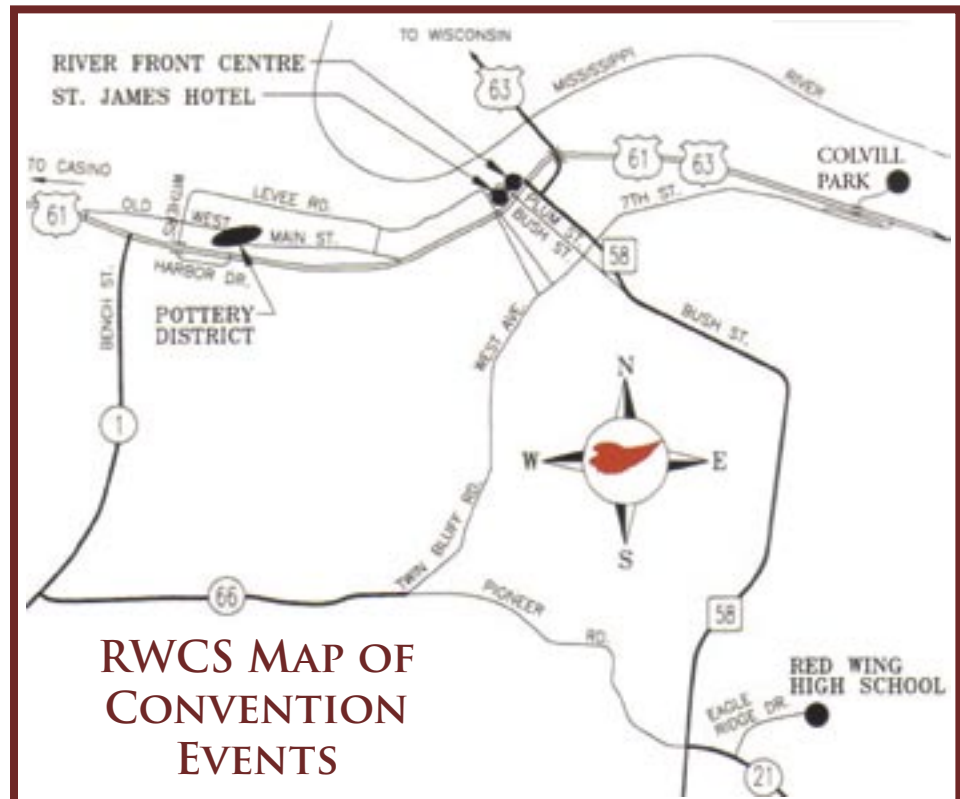 TO WISCONSIN
RIVER FRONT CENTRE
ST. JAMES HOTEL
63
MISSISSIPPI
RIVER
TO CASINO
61
OLD
WEST
MAIN ST.
WITHERS
LEVEE RD.
HARBOR DR.
POTTERY
DISTRICT
BENCH ST.
PLUM ST.
BUSH ST.
58
61
63
7TH ST.
COLVILL
PARK
WEST AVE.
BUSH ST.
N
W
E
S
1
TWIN BLUFF RD.
66
PIONEER
RD.
58
RED WING
HIGH SCHOOL
EAGLE
RIDGE DR.
21
RWCS MAP OF
CONVENTION
EVENTS